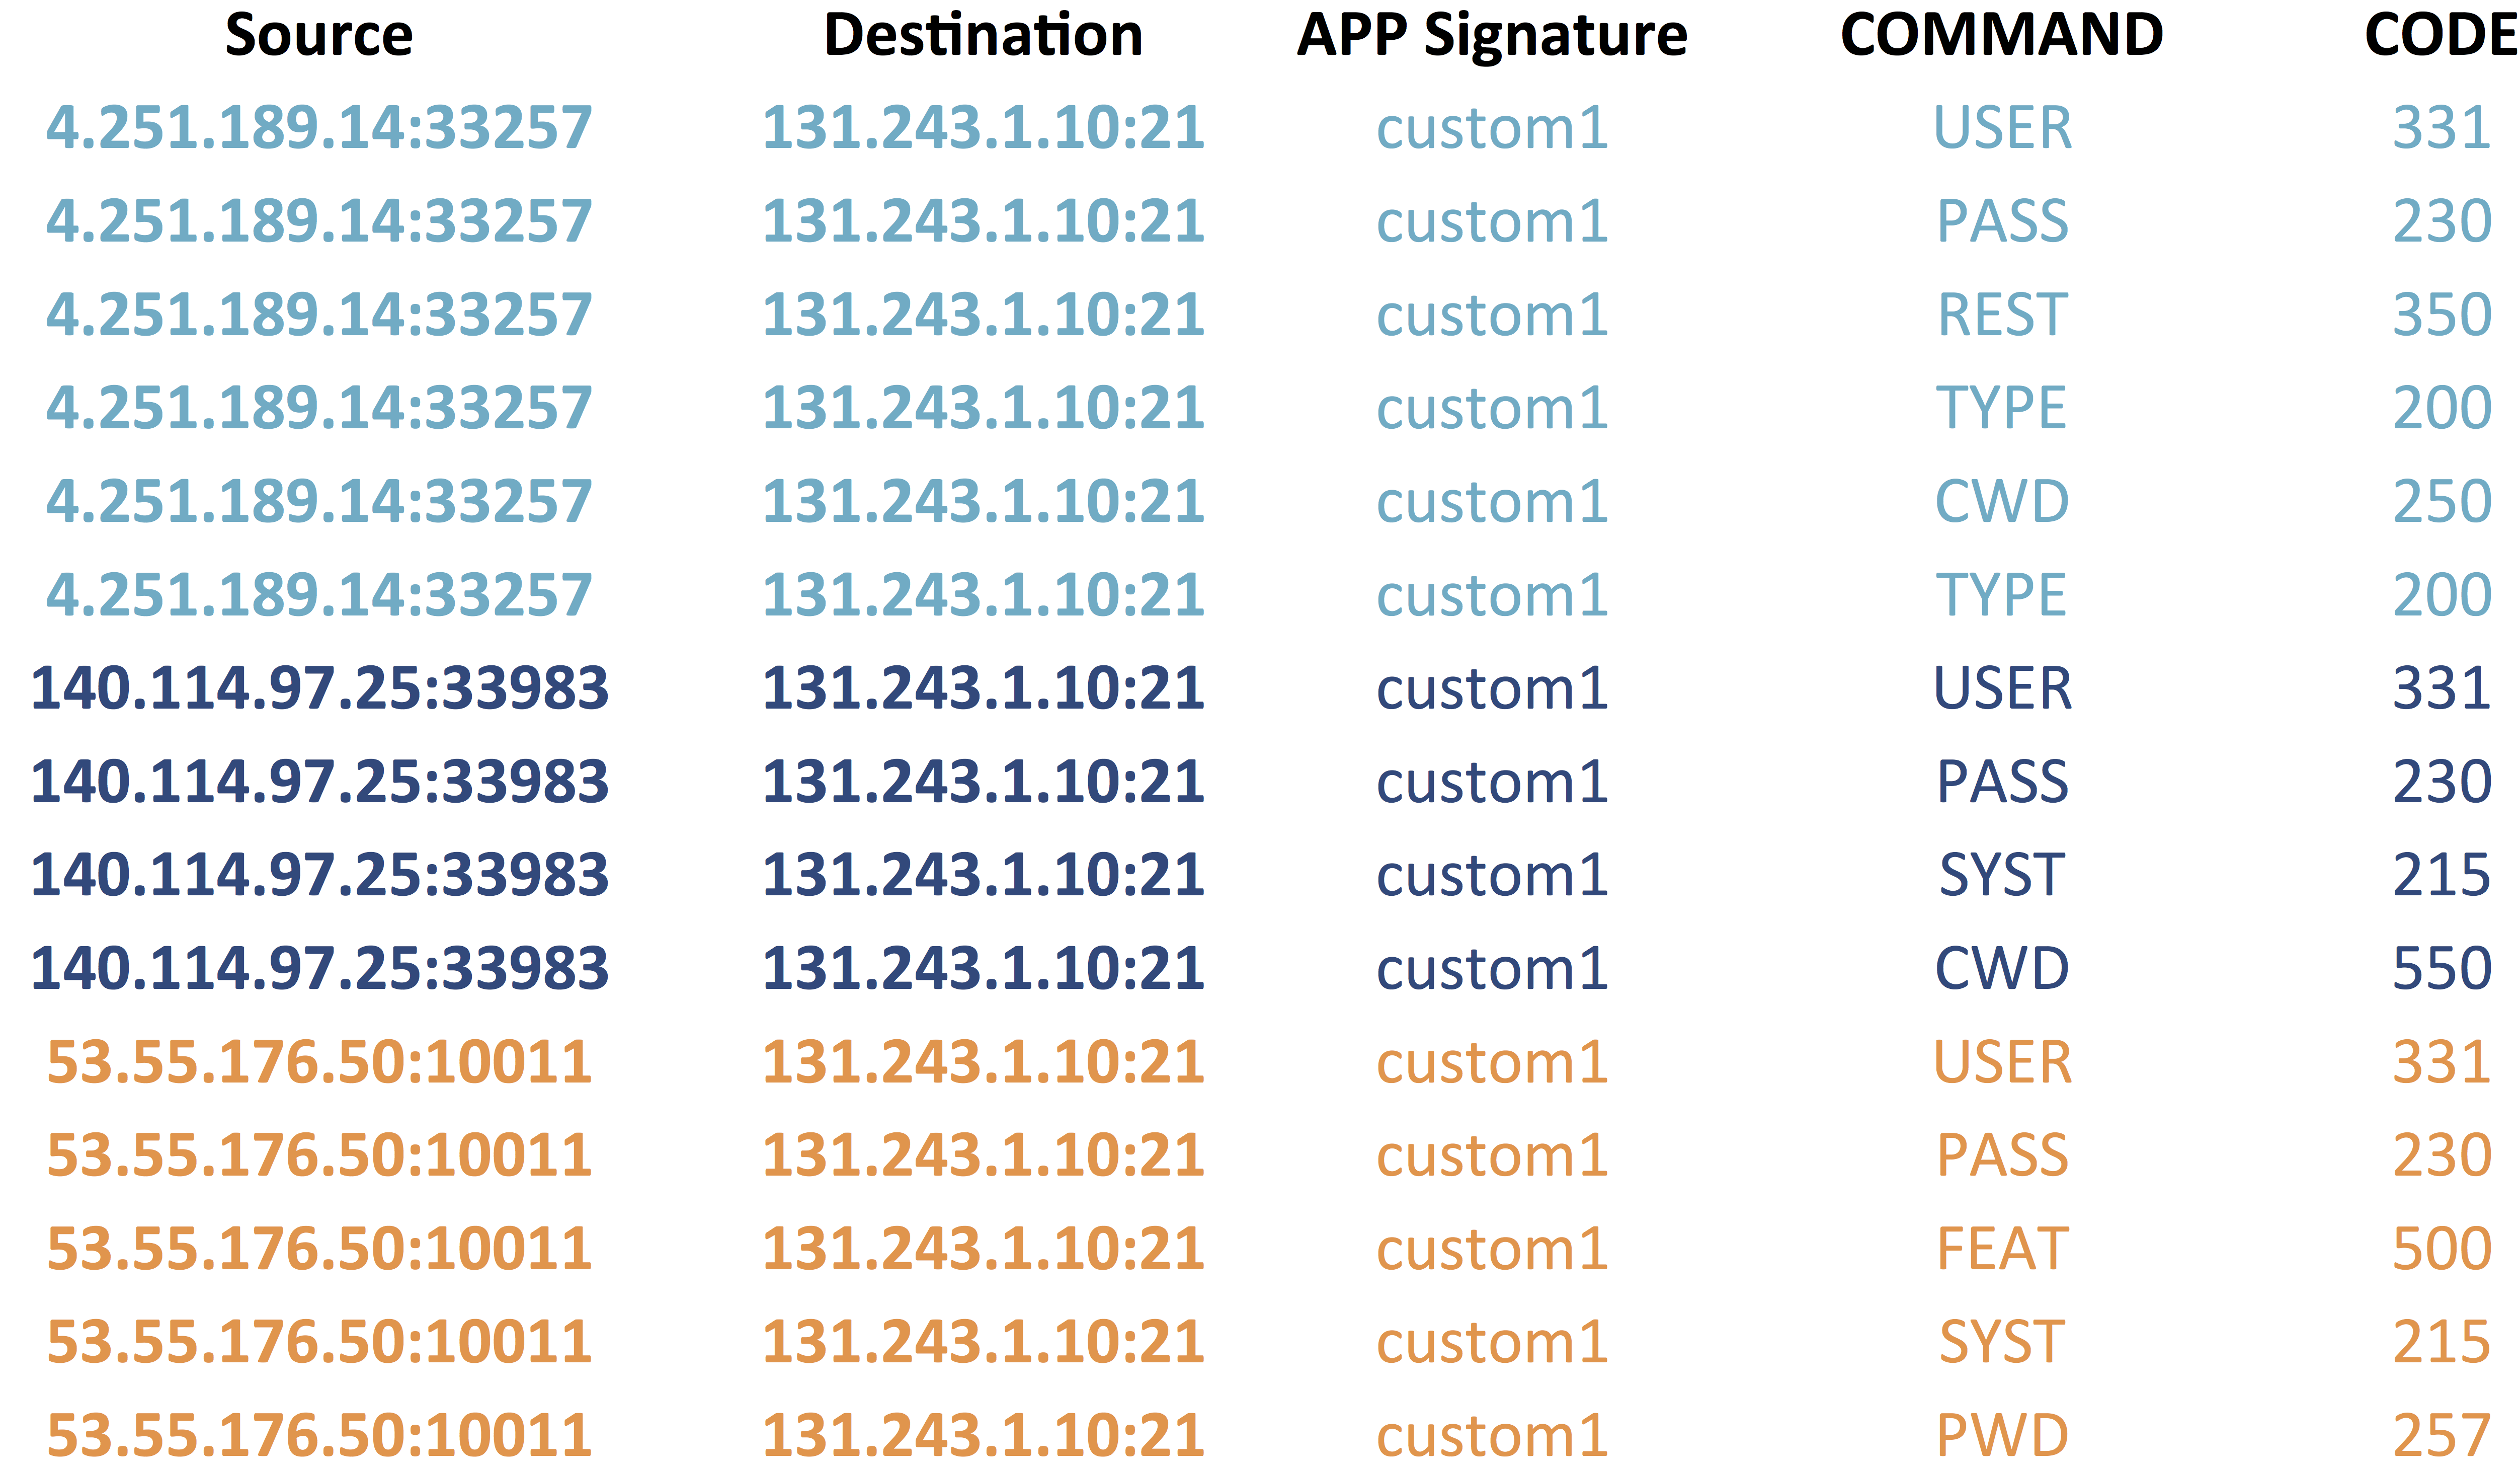 Source Destination APP Signature COMMAND CODE
4.251.189.14:33257 131.243.1.10:21 custom1 USER 331
4.251.189.14:33257 131.243.1.10:21 custom1 PASS 230
4.251.189.14:33257 131.243.1.10:21 custom1 REST 350
4.251.189.14:33257 131.243.1.10:21 custom1 TYPE 200
4.251.189.14:33257 131.243.1.10:21 custom1 CWD 250
4.251.189.14:33257 131.243.1.10:21 custom1 TYPE 200
140.114.97.25:33983 131.243.1.10:21 custom1 USER 331
140.114.97.25:33983 131.243.1.10:21 custom1 PASS 230
140.114.97.25:33983 131.243.1.10:21 custom1 SYST 215
140.114.97.25:33983 131.243.1.10:21 custom1 CWD 550
53.55.176.50:10011 131.243.1.10:21 custom1 USER 331
53.55.176.50:10011 131.243.1.10:21 custom1 PASS 230
53.55.176.50:10011 131.243.1.10:21 custom1 FEAT 500
53.55.176.50:10011 131.243.1.10:21 custom1 SYST 215
53.55.176.50:10011 131.243.1.10:21 custom1 PWD 257